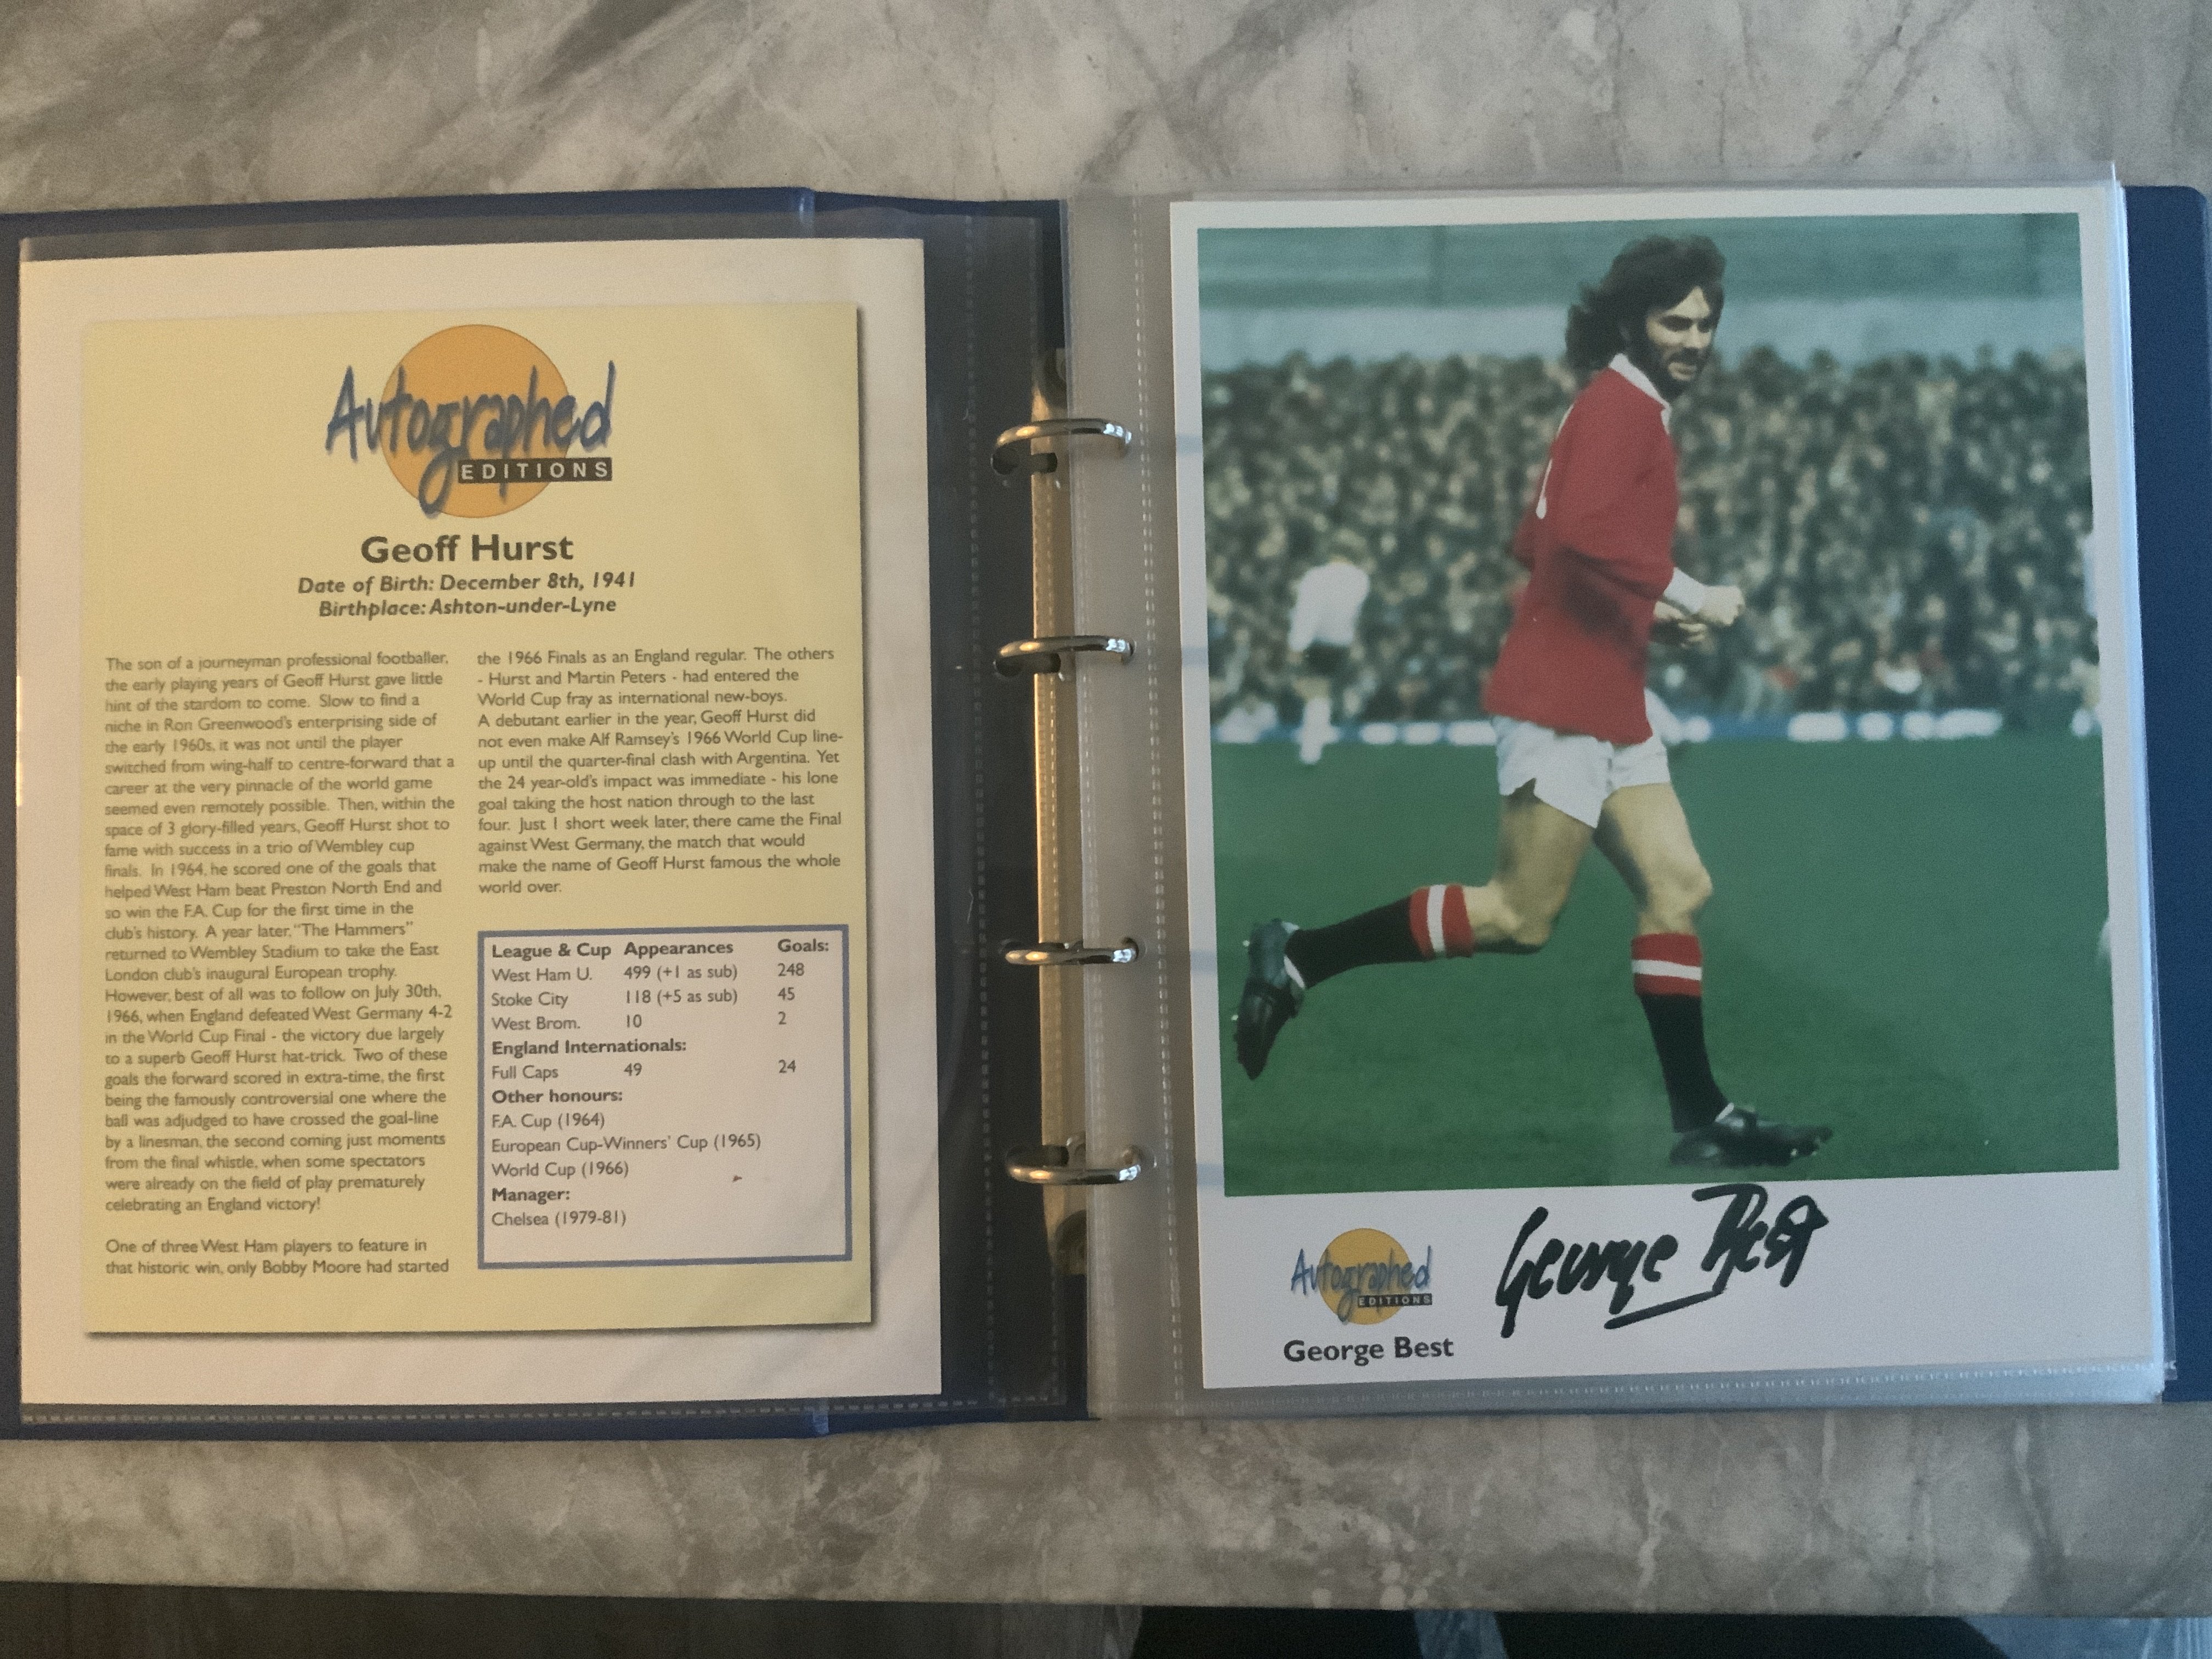 Autographed
EDITIONS
Geoff Hurst
Date of Birth: December 8th, 1941
Birthplace: Ashton-under-Lyne
The son of a journeyman professional footballer,
the early playing years of Geoff Hurst gave little
hint of the stardom to come. Slow to find a
niche in Ron Greenwood's enterprising side of
the early 1960s, it was not until the player
switched from wing-half to centre-forward that a
career at the very pinnacle of the world game
seemed even remotely possible. Then, within the
space of 3 glory-filled years, Geoff Hurst shot to
fame with success in a trio of Wembley cup
finals. In 1964, he scored one of the goals that
helped West Ham beat Preston North End and
so win the F.A. Cup for the first time in the
club's history. A year later, "The Hammers"
returned to Wembley Stadium to take the East
London club's inaugural European trophy.
However, best of all was to follow on July 30th,
1966, when England defeated West Germany 4-2
in the World Cup Final - the victory due largely
to a superb Geoff Hurst hat-trick. Two of these
goals the forward scored in extra-time, the first
being the famously controversial one where the
ball was adjudged to have crossed the goal-line
by a linesman, the second coming just moments
from the final whistle, when some spectators
were already on the field of play prematurely
celebrating an England victory!
One of three West Ham players to feature in
that historic win, only Bobby Moore had started
the 1966 Finals as an England regular. The others
- Hurst and Martin Peters - had entered the
World Cup fray as international new-boys.
A debutant earlier in the year, Geoff Hurst did
not even make Alf Ramsey's 1966 World Cup line-
up until the quarter-final clash with Argentina. Yet
the 24 year-old's impact was immediate - his lone
goal taking the host nation through to the last
four. Just 1 short week later, there came the Final
against West Germany, the match that would
make the name of Geoff Hurst famous the whole
world over.
League & Cup Appearances Goals:
West Ham U. 499 (+1 as sub) 248
Stoke City 118 (+5 as sub) 45
West Brom. 10 2
England Internationals:
Full Caps 49 24
Other honours:
F.A. Cup (1964)
European Cup-Winners' Cup (1965)
World Cup (1966)
Manager:
Chelsea (1979-81)
Autographed
EDITIONS
George Best
George Best